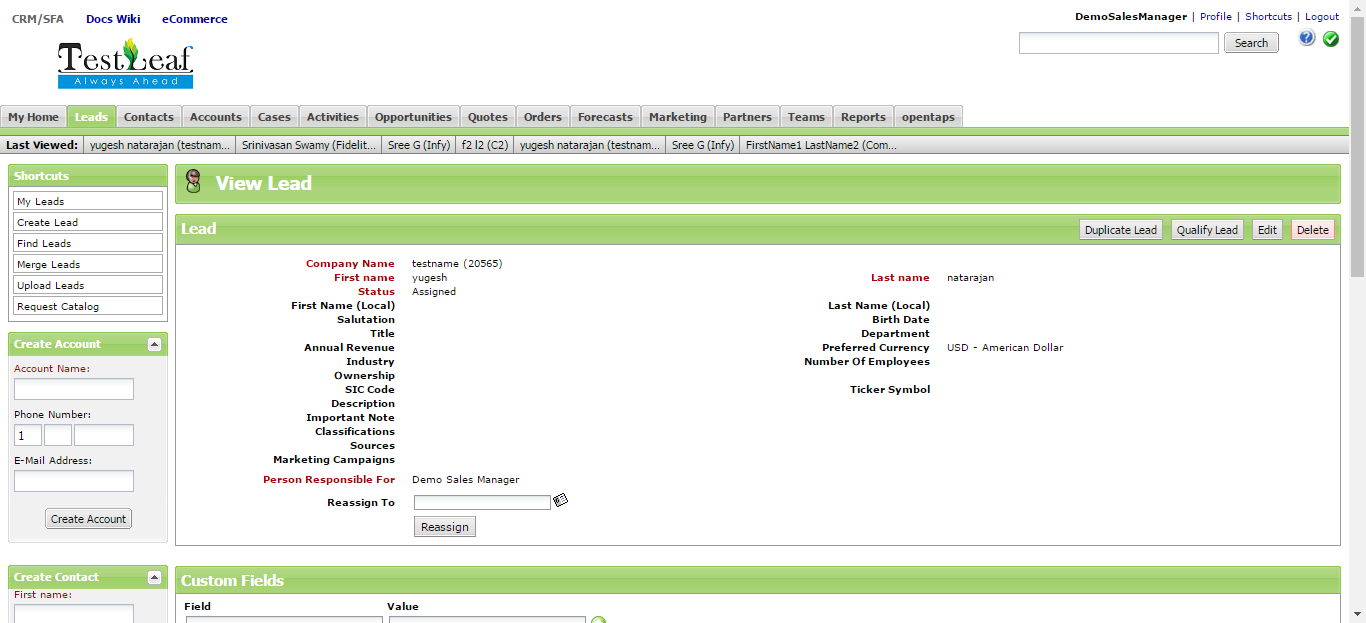 CRM/SFA Docs Wiki eCommerce
DemoSalesManager | Profile | Shortcuts | Logout
TestLeaf
Always Ahead
Search
My Home Leads Contacts Accounts Cases Activities Opportunities Quotes Orders Forecasts Marketing Partners Teams Reports opentaps
Last Viewed: yugesh natarajan (testnam... Srinivasan Swamy (Fidelit... Sree G (Infy) f2 l2 (C2) yugesh natarajan (testnam... Sree G (Infy) FirstName1 LastName2 (Com...
Shortcuts
My Leads
Create Lead
Find Leads
Merge Leads
Upload Leads
Request Catalog
Create Account
Account Name:
Phone Number:
1
E-Mail Address:
Create Account
Create Contact
First name:
View Lead
Lead Duplicate Lead Qualify Lead Edit Delete
Company Name testname (20565)
First name yugesh Last name natarajan
Status Assigned
First Name (Local) Last Name (Local)
Salutation Birth Date
Title Department
Annual Revenue Preferred Currency USD - American Dollar
Industry Number Of Employees
Ownership
SIC Code Ticker Symbol
Description
Important Note
Classifications
Sources
Marketing Campaigns
Person Responsible For Demo Sales Manager
Reassign To
Reassign
Custom Fields
Field Value